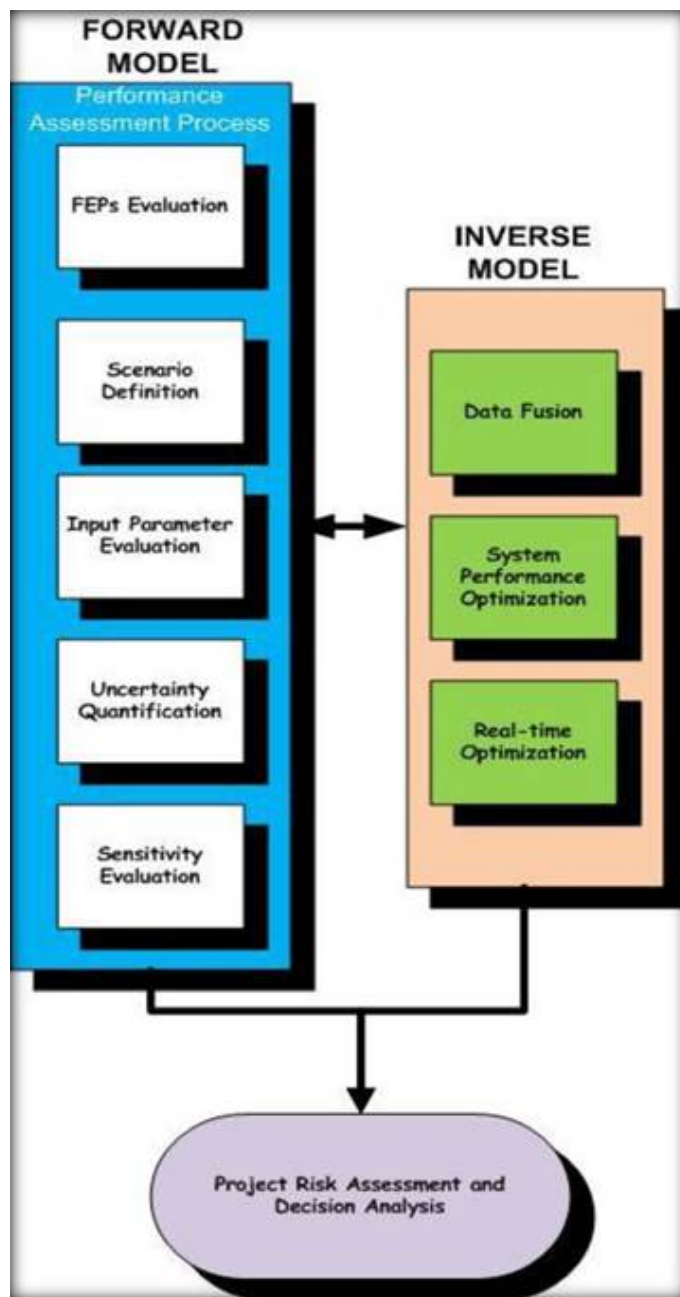 FORWARD
MODEL
Performance
Assessment Process
FEPs Evaluation
Scenario
Definition
Input Parameter
Evaluation
Uncertainty
Quantification
Sensitivity
Evaluation
INVERSE
MODEL
Data Fusion
System
Performance
Optimization
Real-time
Optimization
Project Risk Assessment and
Decision Analysis